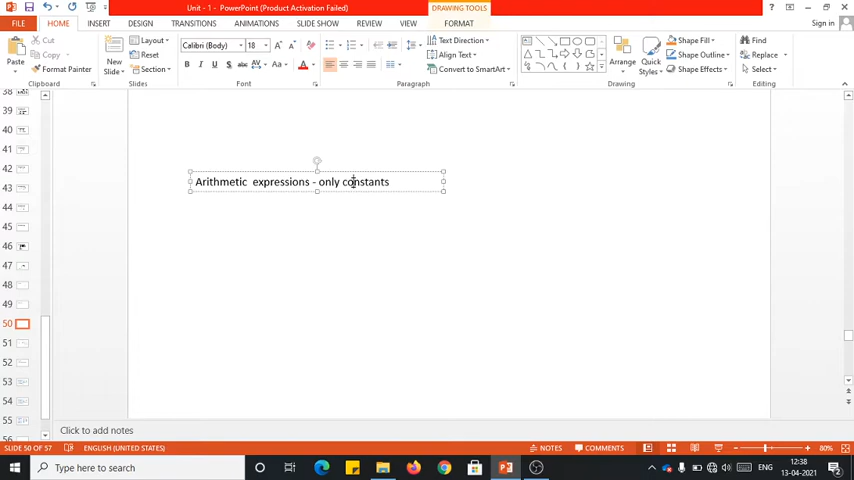 Unit - 1 - PowerPoint (Product Activation Failed)
DRAWING TOOLS
FILE HOME INSERT DESIGN TRANSITIONS ANIMATIONS SLIDE SHOW REVIEW VIEW FORMAT
Sign in
Paste
Cut
Copy
Format Painter
Clipboard
New
Slide
Layout
Reset
Section
Slides
Calibri (Body) 18
Font
Paragraph
Text Direction
Align Text
Convert to SmartArt
Arrange
Quick
Styles
Shape Fill
Shape Outline
Shape Effects
Drawing
Find
Replace
Select
Editing
38
39
40
41
42
43
44
45
46
47
48
49
50
51
52
53
54
55
56
Arithmetic expressions - only constants
Click to add notes
SLIDE 50 OF 57 ENGLISH (UNITED STATES) NOTES COMMENTS 80%
Type here to search
ENG
12:38
13-04-2021
2